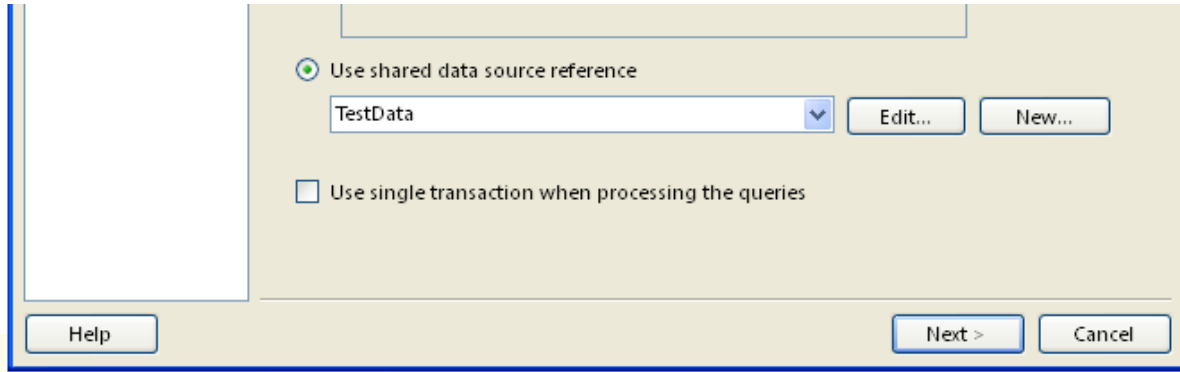 Use shared data source reference
TestData Edit... New...
Use single transaction when processing the queries
Help Next > Cancel